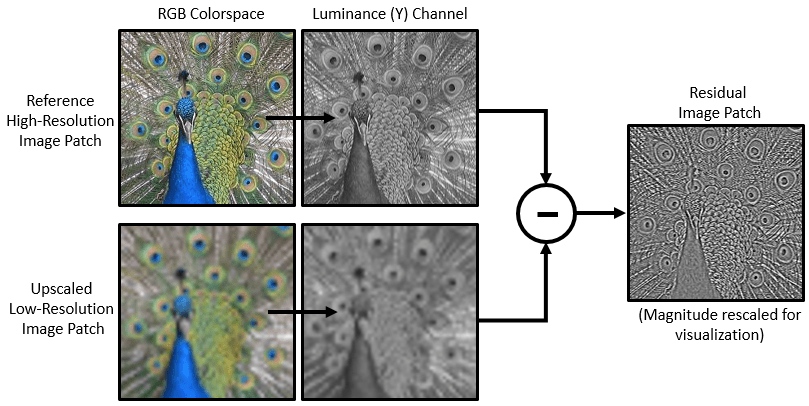 RGB Colorspace
Luminance (Y) Channel
Reference
High-Resolution
Image Patch
Residual
Image Patch
Upscaled
Low-Resolution
Image Patch
(Magnitude rescaled for
visualization)